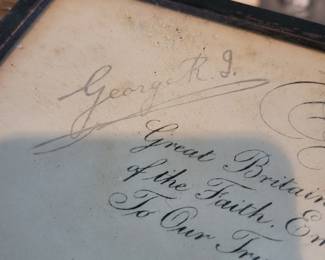 George R. I.
Great Britain
of the Faith, Em
To Our Tru